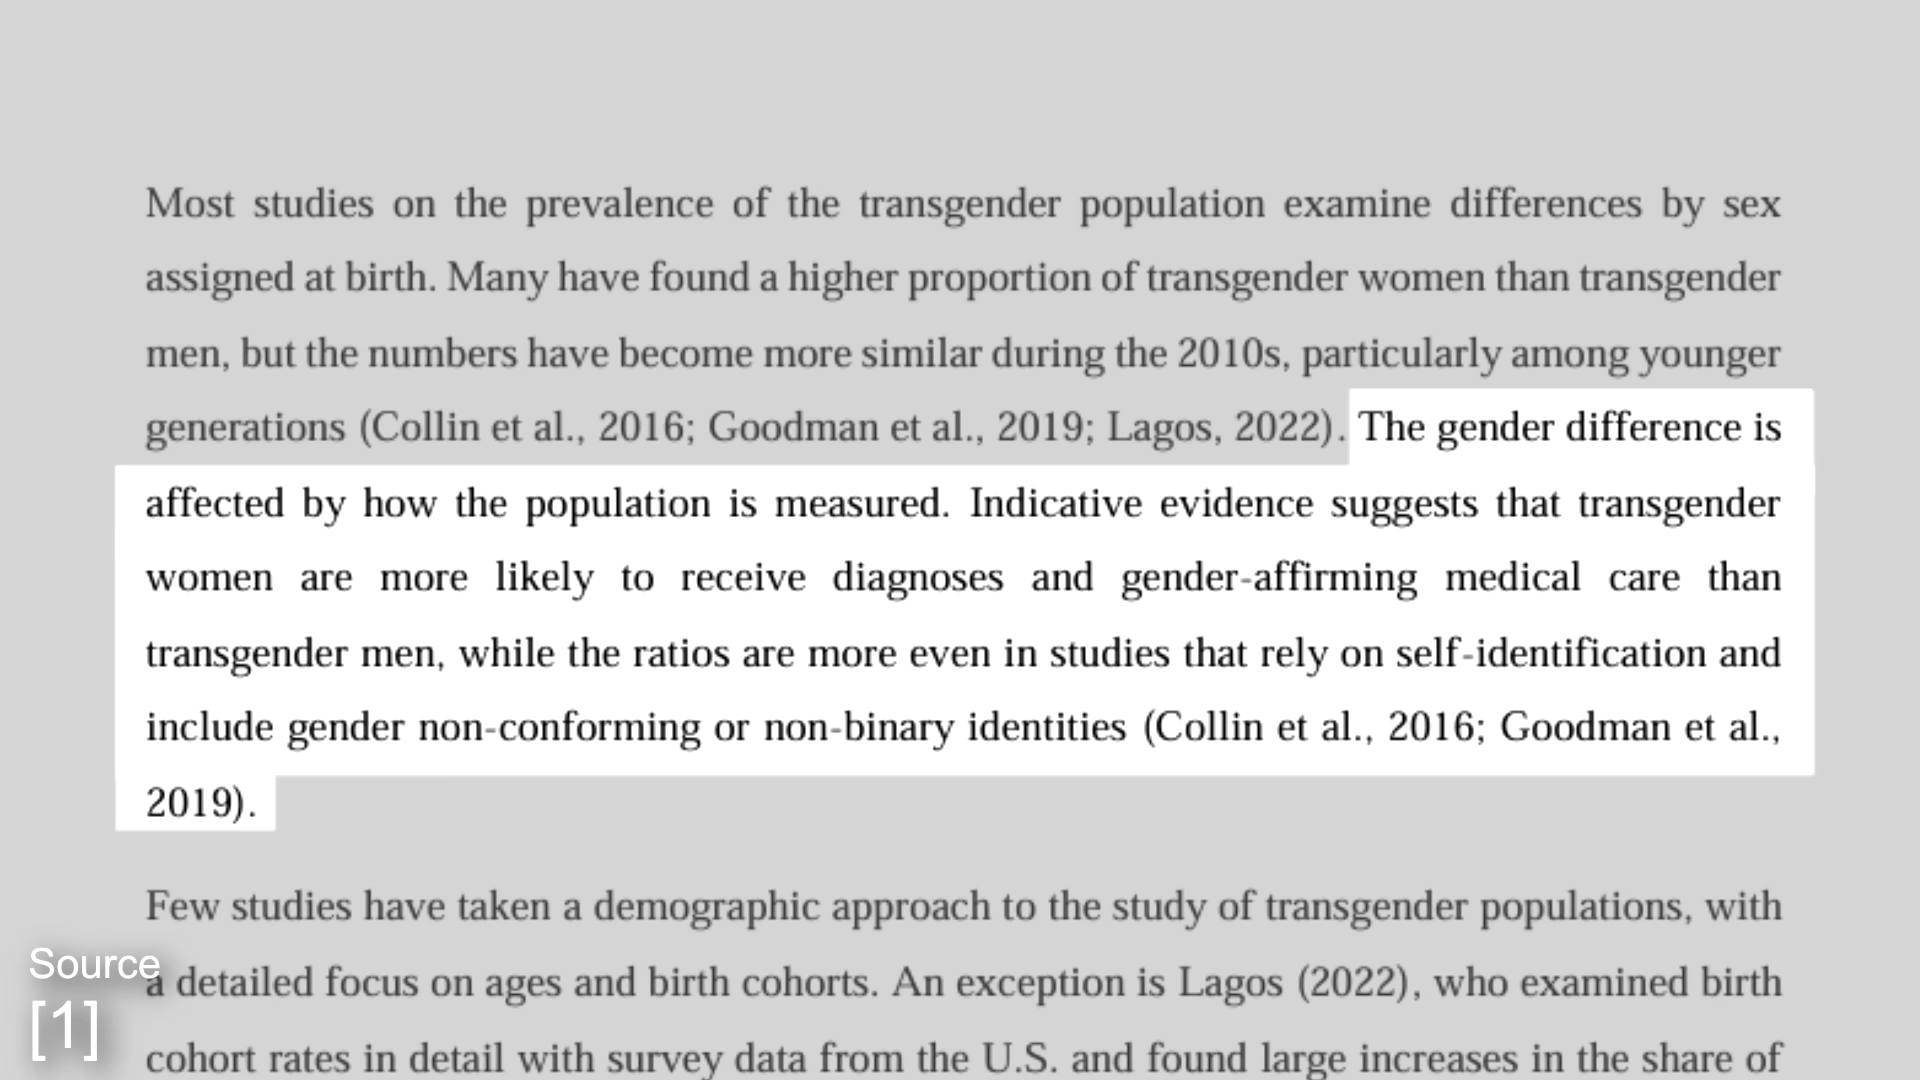 Most studies on the prevalence of the transgender population examine differences by sex
assigned at birth. Many have found a higher proportion of transgender women than transgender
men, but the numbers have become more similar during the 2010s, particularly among younger
generations (Collin et al., 2016; Goodman et al., 2019; Lagos, 2022). The gender difference is
affected by how the population is measured. Indicative evidence suggests that transgender
women are more likely to receive diagnoses and gender-affirming medical care than
transgender men, while the ratios are more even in studies that rely on self-identification and
include gender non-conforming or non-binary identities (Collin et al., 2016; Goodman et al.,
2019).
Few studies have taken a demographic approach to the study of transgender populations, with
a detailed focus on ages and birth cohorts. An exception is Lagos (2022), who examined birth
cohort rates in detail with survey data from the U.S. and found large increases in the share of
Source
[1]